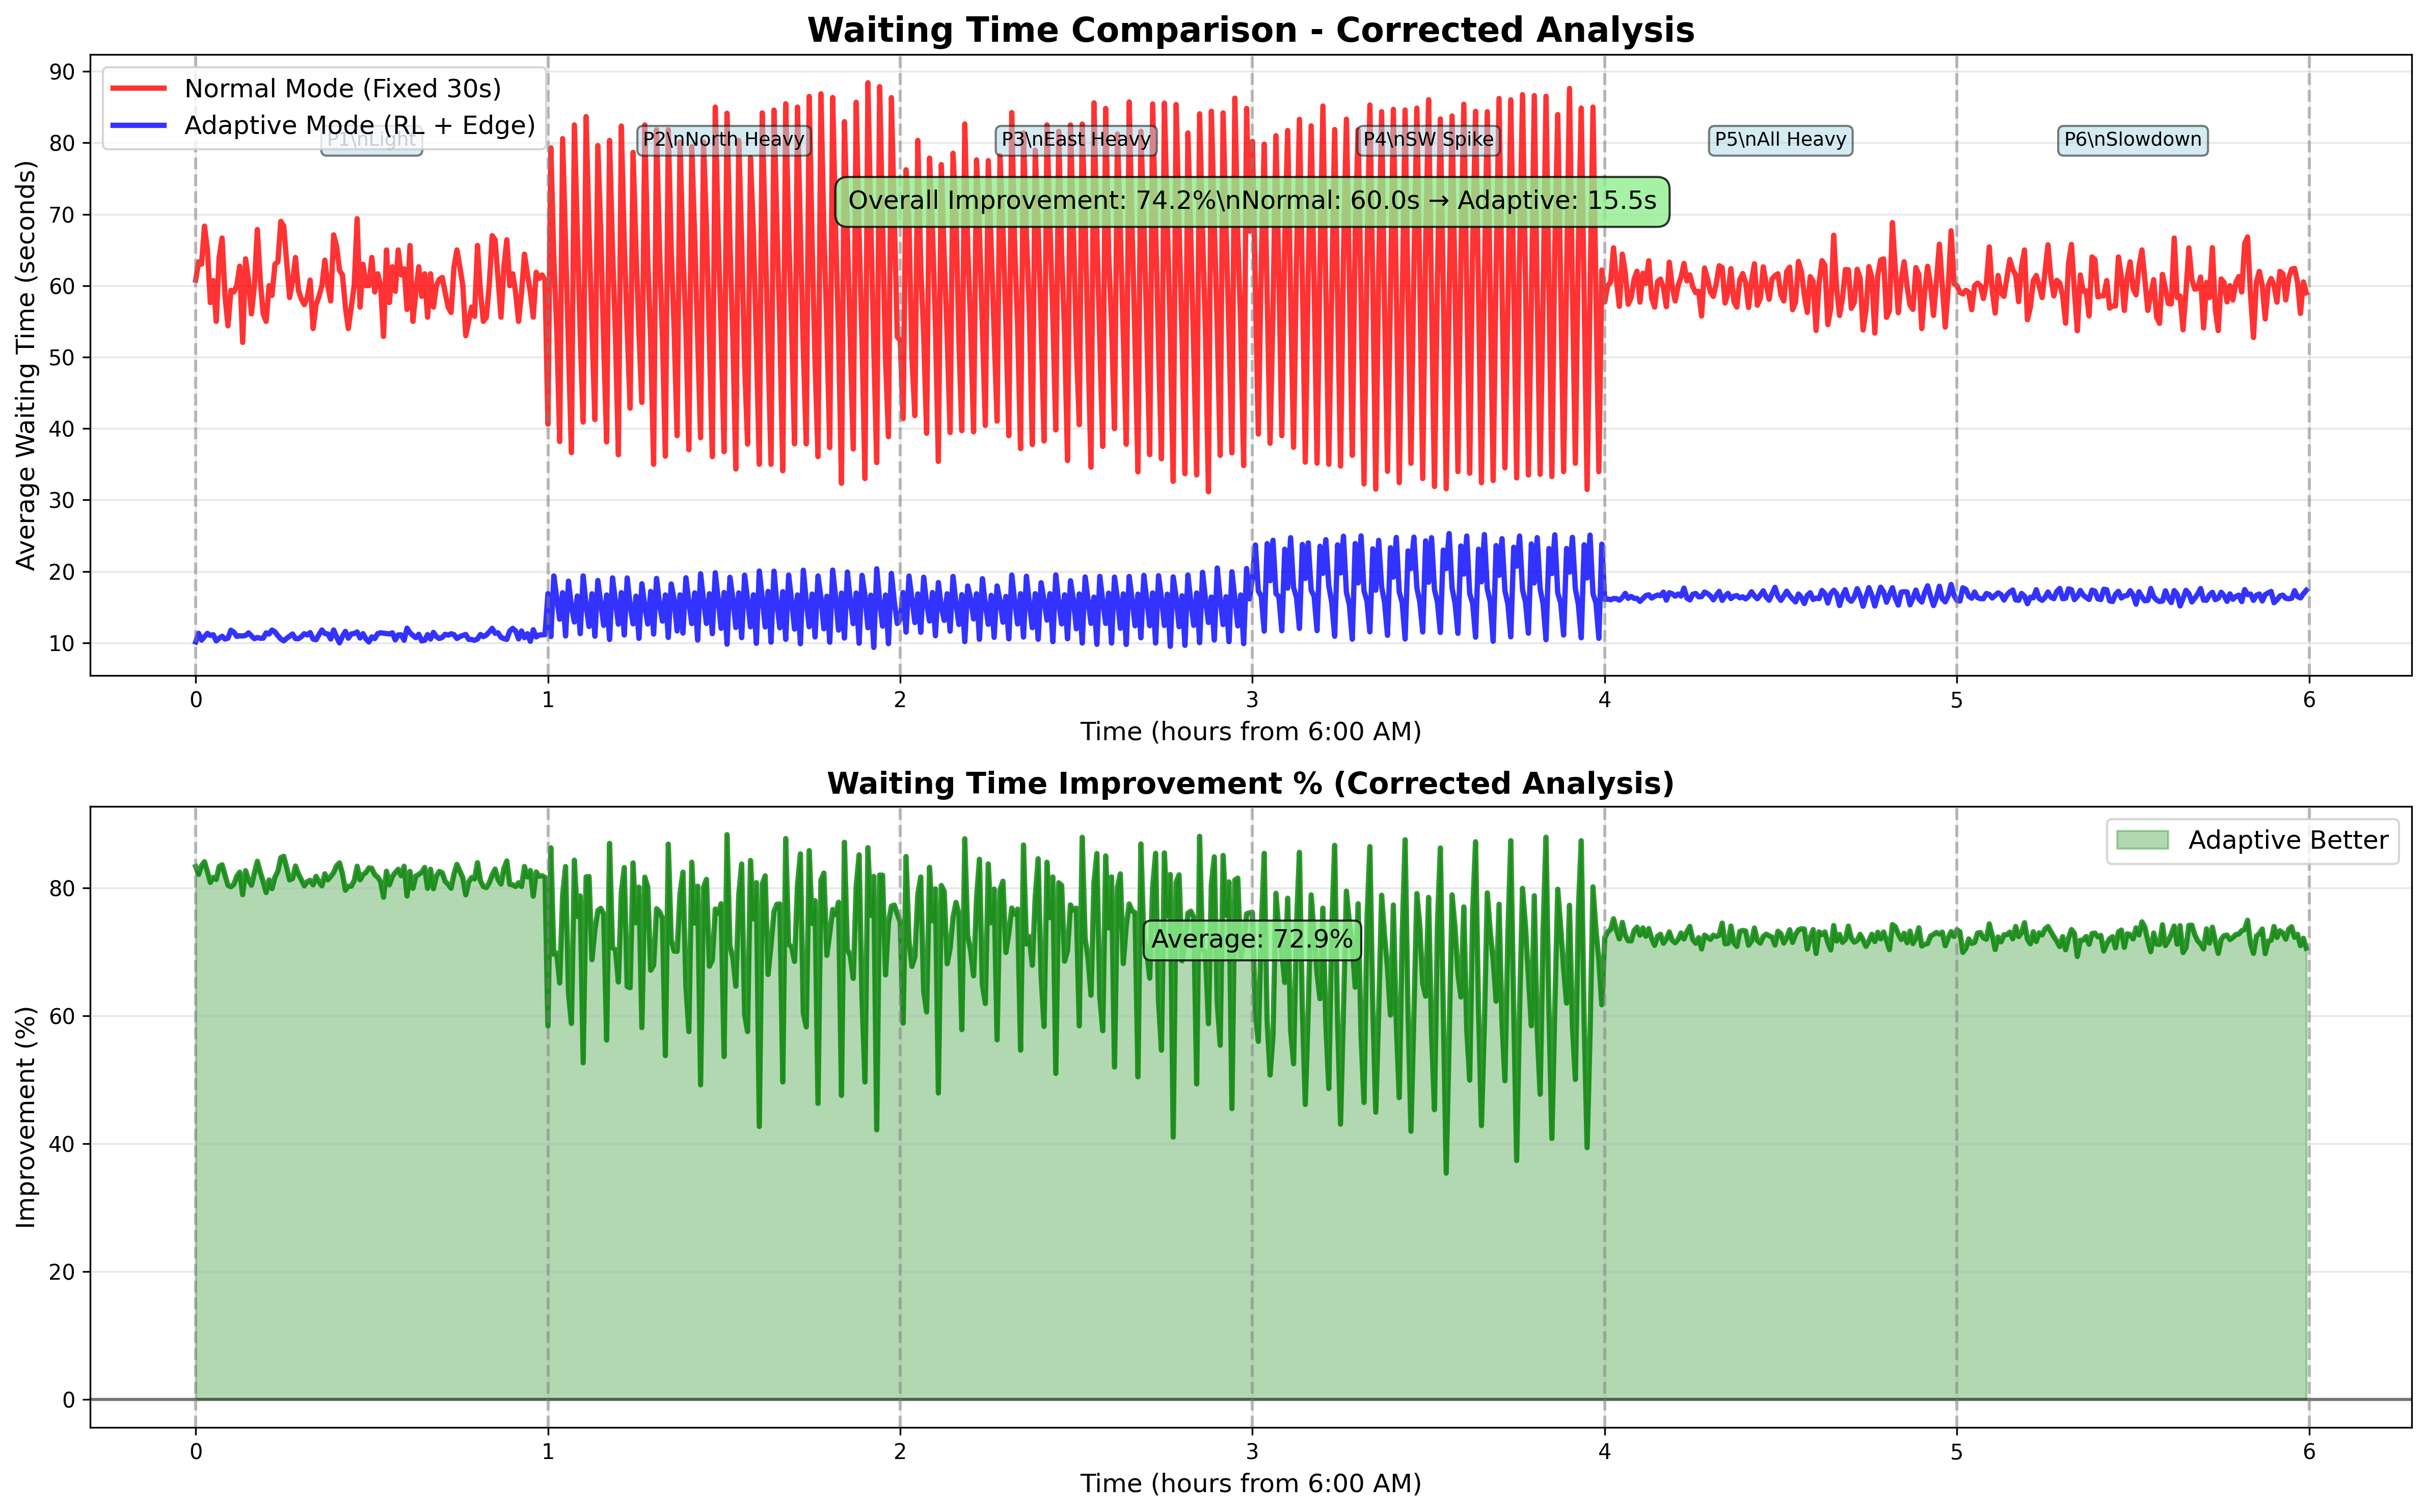 Waiting Time Comparison - Corrected Analysis
Average Waiting Time (seconds)
90
80
70
60
50
40
30
20
10
Normal Mode (Fixed 30s)
Adaptive Mode (RL + Edge)
P1\nLight
P2\nNorth Heavy
P3\nEast Heavy
P4\nSW Spike
P5\nAll Heavy
P6\nSlowdown
Overall Improvement: 74.2%\nNormal: 60.0s → Adaptive: 15.5s
0
1
2
3
4
5
6
Time (hours from 6:00 AM)
Waiting Time Improvement % (Corrected Analysis)
Improvement (%)
80
60
40
20
0
Adaptive Better
Average: 72.9%
0
1
2
3
4
5
6
Time (hours from 6:00 AM)